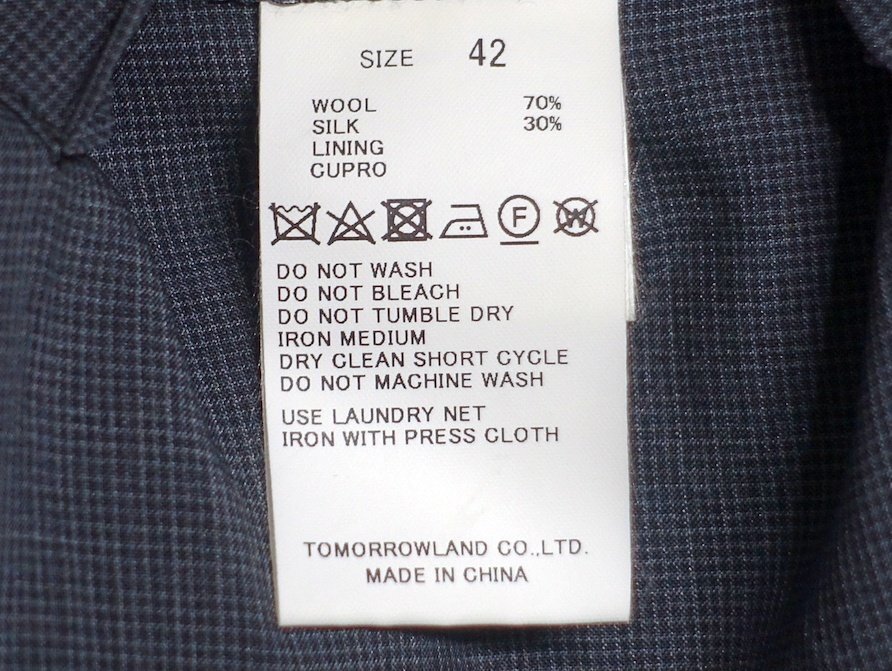 SIZE 42
WOOL 70%
SILK 30%
LINING
CUPRO
F W
DO NOT WASH
DO NOT BLEACH
DO NOT TUMBLE DRY
IRON MEDIUM
DRY CLEAN SHORT CYCLE
DO NOT MACHINE WASH
USE LAUNDRY NET
IRON WITH PRESS CLOTH
TOMORROWLAND CO.,LTD.
MADE IN CHINA